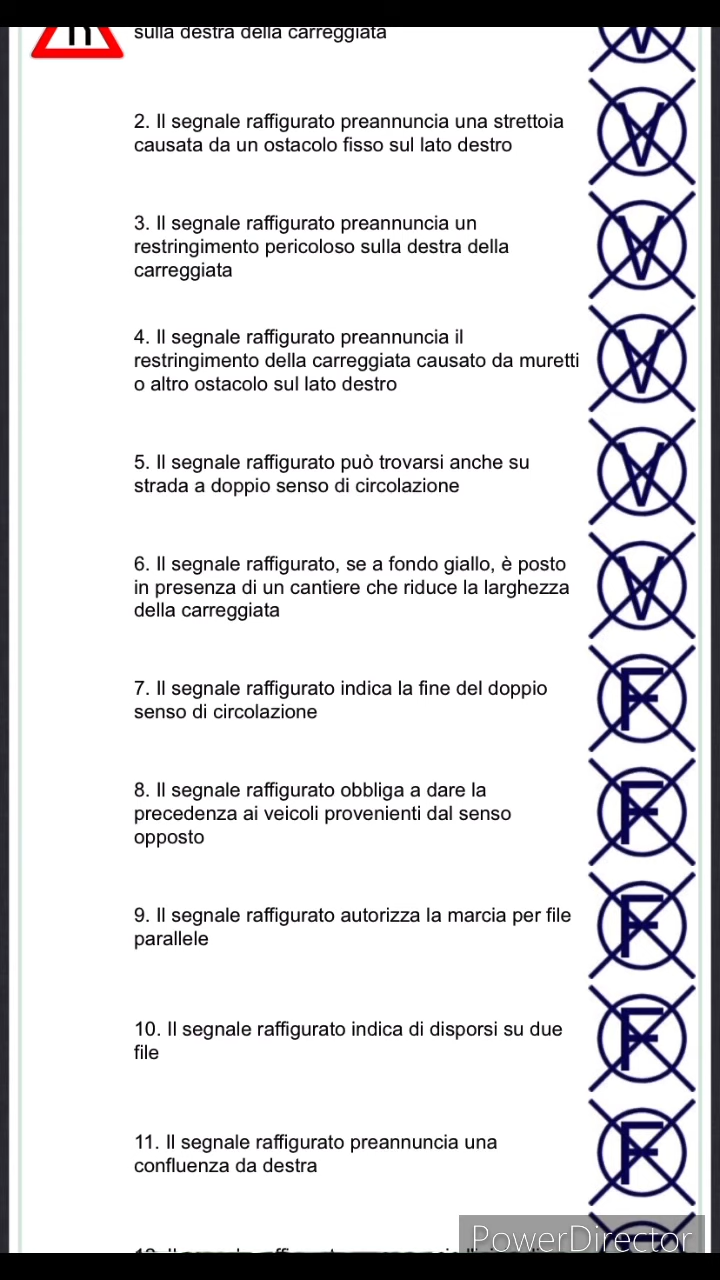 sulla destra della carreggiata
V
2. Il segnale raffigurato preannuncia una strettoia
causata da un ostacolo fisso sul lato destro
V
3. Il segnale raffigurato preannuncia un
restringimento pericoloso sulla destra della
carreggiata
V
4. Il segnale raffigurato preannuncia il
restringimento della carreggiata causato da muretti
o altro ostacolo sul lato destro
V
5. Il segnale raffigurato può trovarsi anche su
strada a doppio senso di circolazione
V
6. Il segnale raffigurato, se a fondo giallo, è posto
in presenza di un cantiere che riduce la larghezza
della carreggiata
V
7. Il segnale raffigurato indica la fine del doppio
senso di circolazione
F
8. Il segnale raffigurato obbliga a dare la
precedenza ai veicoli provenienti dal senso
opposto
F
9. Il segnale raffigurato autorizza la marcia per file
parallele
F
10. Il segnale raffigurato indica di disporsi su due
file
F
11. Il segnale raffigurato preannuncia una
confluenza da destra
F
PowerDirector